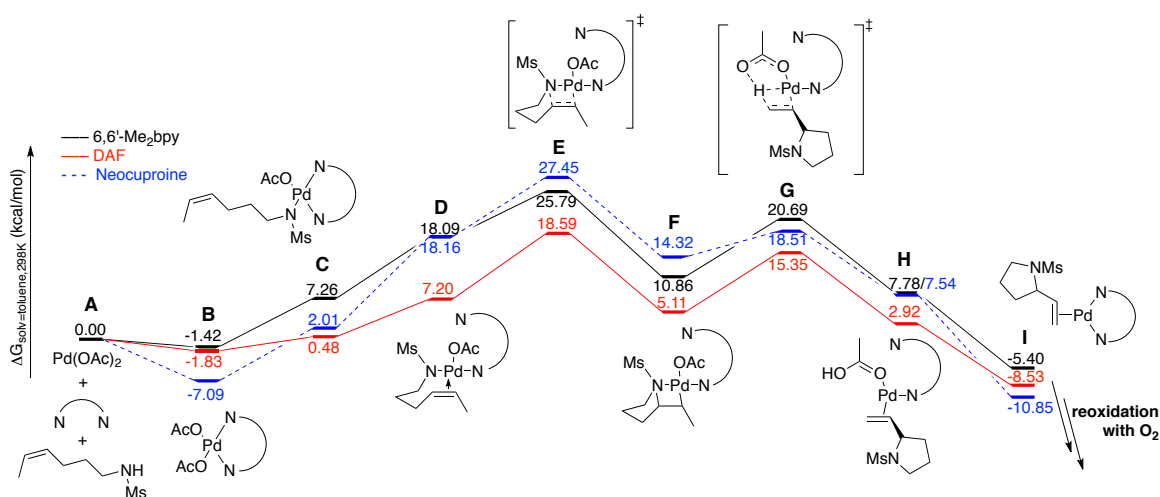 ΔG_solv=toluene,298K (kcal/mol)
6,6'-Me₂bpy
DAF
Neocuproine
A
0.00
Pd(OAc)₂
+
N N
+
NH
Ms
B
-1.42
-1.83
-7.09
AcO
Pd
AcO
N
N
C
7.26
2.01
0.48
AcO
N
Pd
N
N
Ms
D
18.09
18.16
7.20
N
Ms
OAc
N Pd N
E
27.45
25.79
18.59
N
Ms
OAc
N Pd N
‡
F
14.32
10.86
5.11
N
Ms
OAc
N Pd N
G
20.69
18.51
15.35
N
O O
H Pd N
MsN
‡
H
7.78/7.54
2.92
N
HO O
Pd N
MsN
I
-5.40
-8.53
-10.85
NMs
N
Pd
N
reoxidation
with O₂